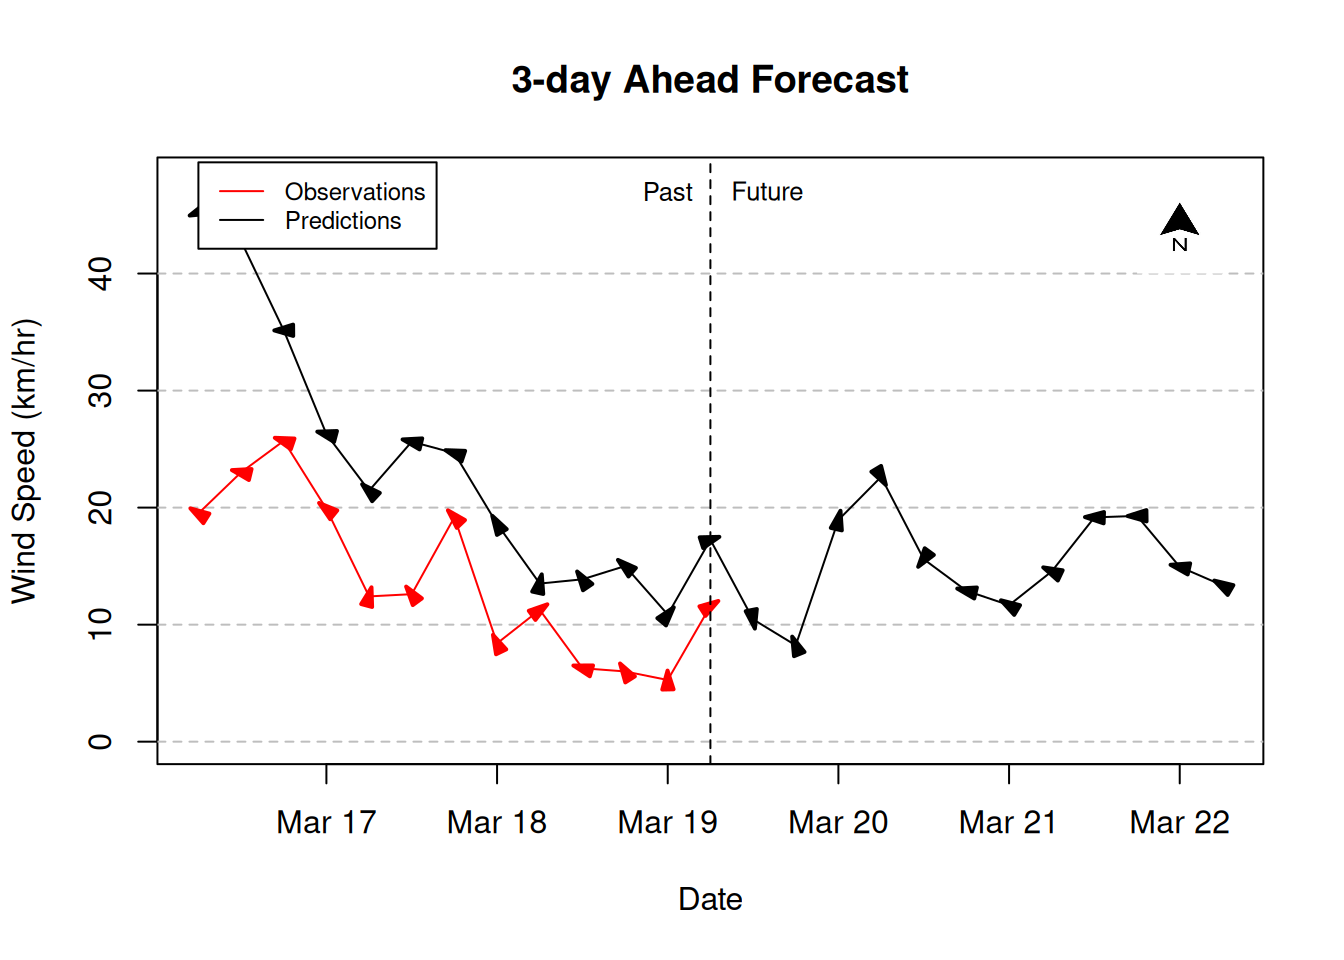 3-day Ahead Forecast
Observations
Predictions
Past
Future
N
Wind Speed (km/hr)
40
30
20
10
0
Mar 17
Mar 18
Mar 19
Mar 20
Mar 21
Mar 22
Date